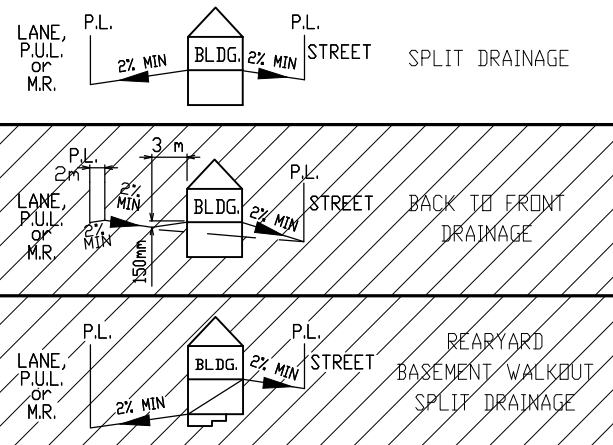 P.L.
P.L.
LANE,
P.U.L.
or
M.R.
2% MIN
BLDG.
2% MIN
STREET
SPLIT DRAINAGE
3 m
P.L.
2m
P.L.
LANE,
P.U.L.
or
M.R.
2%
MIN
2%
MIN
150mm
BLDG.
2% MIN
STREET
BACK TO FRONT
DRAINAGE
P.L.
P.L.
LANE,
P.U.L.
or
M.R.
2% MIN
BLDG.
2% MIN
STREET
REARYARD
BASEMENT WALKOUT
SPLIT DRAINAGE